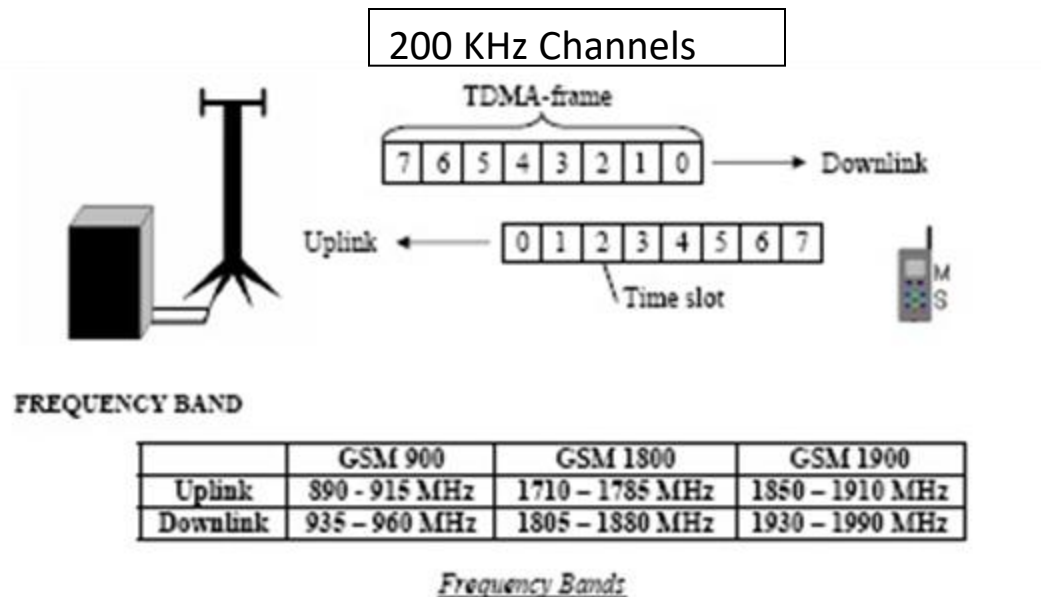 200 KHz Channels
TDMA-frame
7 6 5 4 3 2 1 0 Downlink
Uplink 0 1 2 3 4 5 6 7
Time slot
M
S
FREQUENCY BAND
GSM 900 GSM 1800 GSM 1900
Uplink 890 - 915 MHz 1710 – 1785 MHz 1850 – 1910 MHz
Downlink 935 – 960 MHz 1805 – 1880 MHz 1930 – 1990 MHz
Frequency Bands